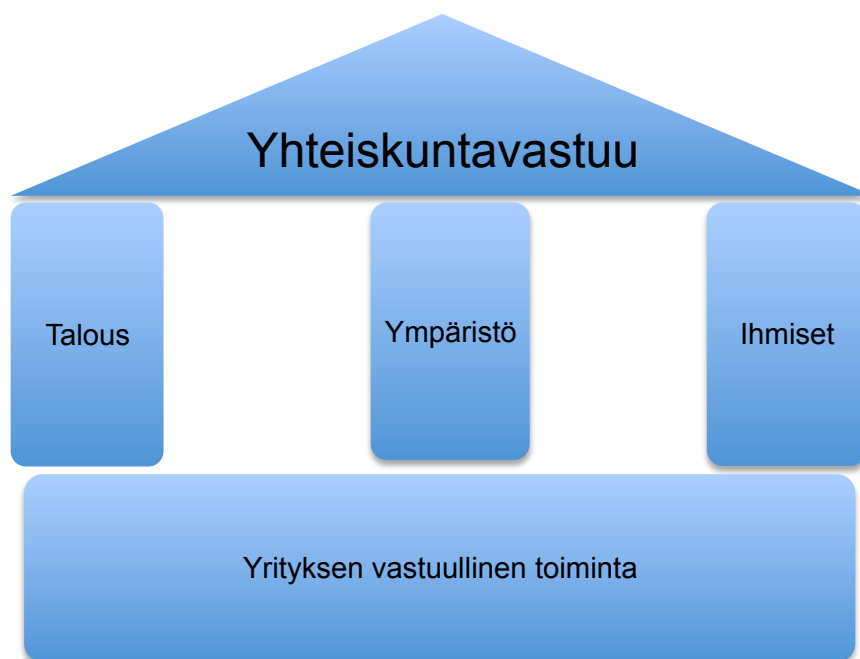 Yhteiskuntavastuu
Talous
Ympäristö
Ihmiset
Yrityksen vastuullinen toiminta